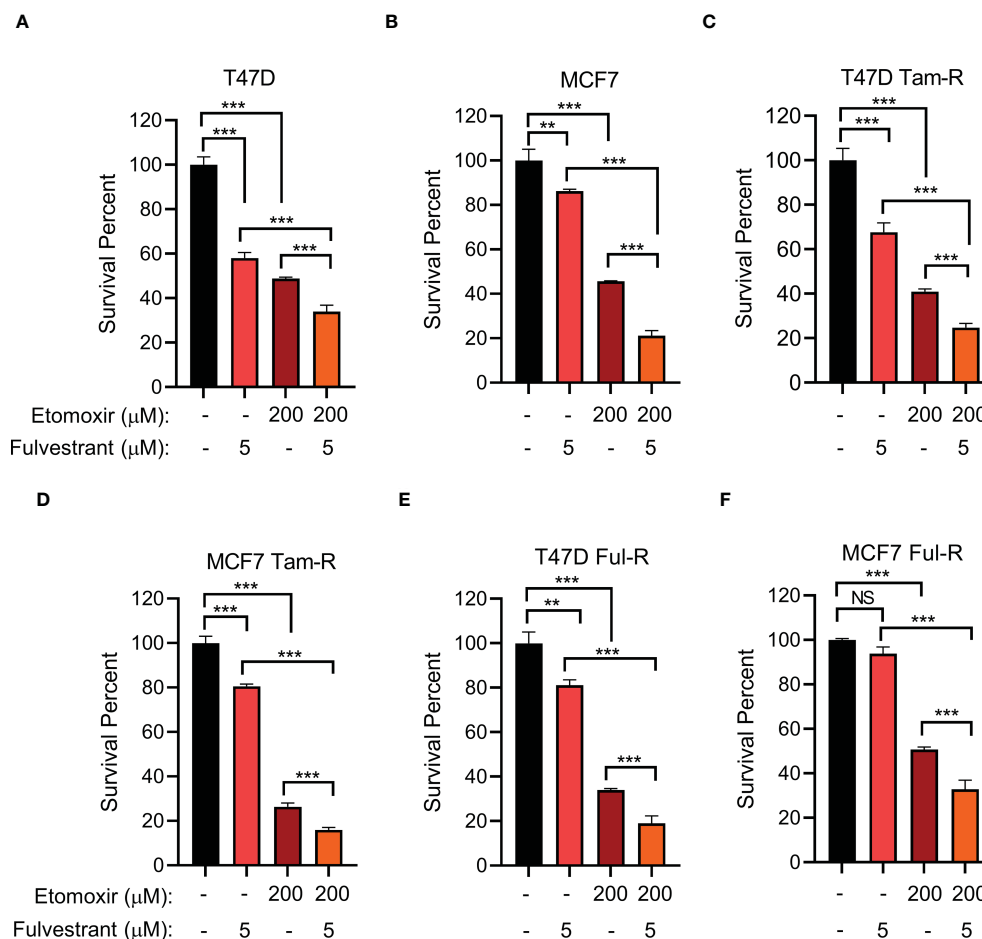 A
B
C
T47D
MCF7
T47D Tam-R
Survival Percent
120
100
80
60
40
20
0
***
***
***
***
Survival Percent
120
100
80
60
40
20
0
***
**
***
***
Survival Percent
120
100
80
60
40
20
0
***
***
***
***
Etomoxir (μM): - - 200 200 - - 200 200 - - 200 200
Fulvestrant (μM): - 5 - 5 - 5 - 5 - 5 - 5
D
E
F
MCF7 Tam-R
T47D Ful-R
MCF7 Ful-R
Survival Percent
120
100
80
60
40
20
0
***
***
***
***
Survival Percent
120
100
80
60
40
20
0
***
**
***
***
Survival Percent
120
100
80
60
40
20
0
***
NS
***
***
Etomoxir (μM): - - 200 200 - - 200 200 - - 200 200
Fulvestrant (μM): - 5 - 5 - 5 - 5 - 5 - 5